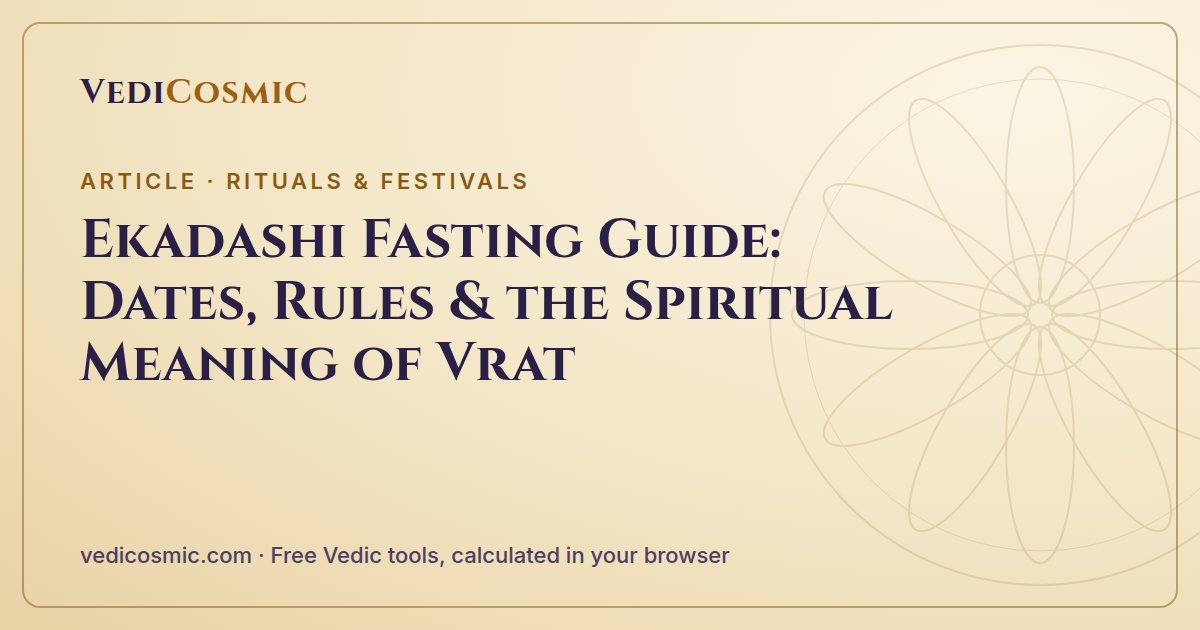 VediCosmic
ARTICLE · RITUALS & FESTIVALS
Ekadashi Fasting Guide:
Dates, Rules & the Spiritual
Meaning of Vrat
vedicosmic.com · Free Vedic tools, calculated in your browser